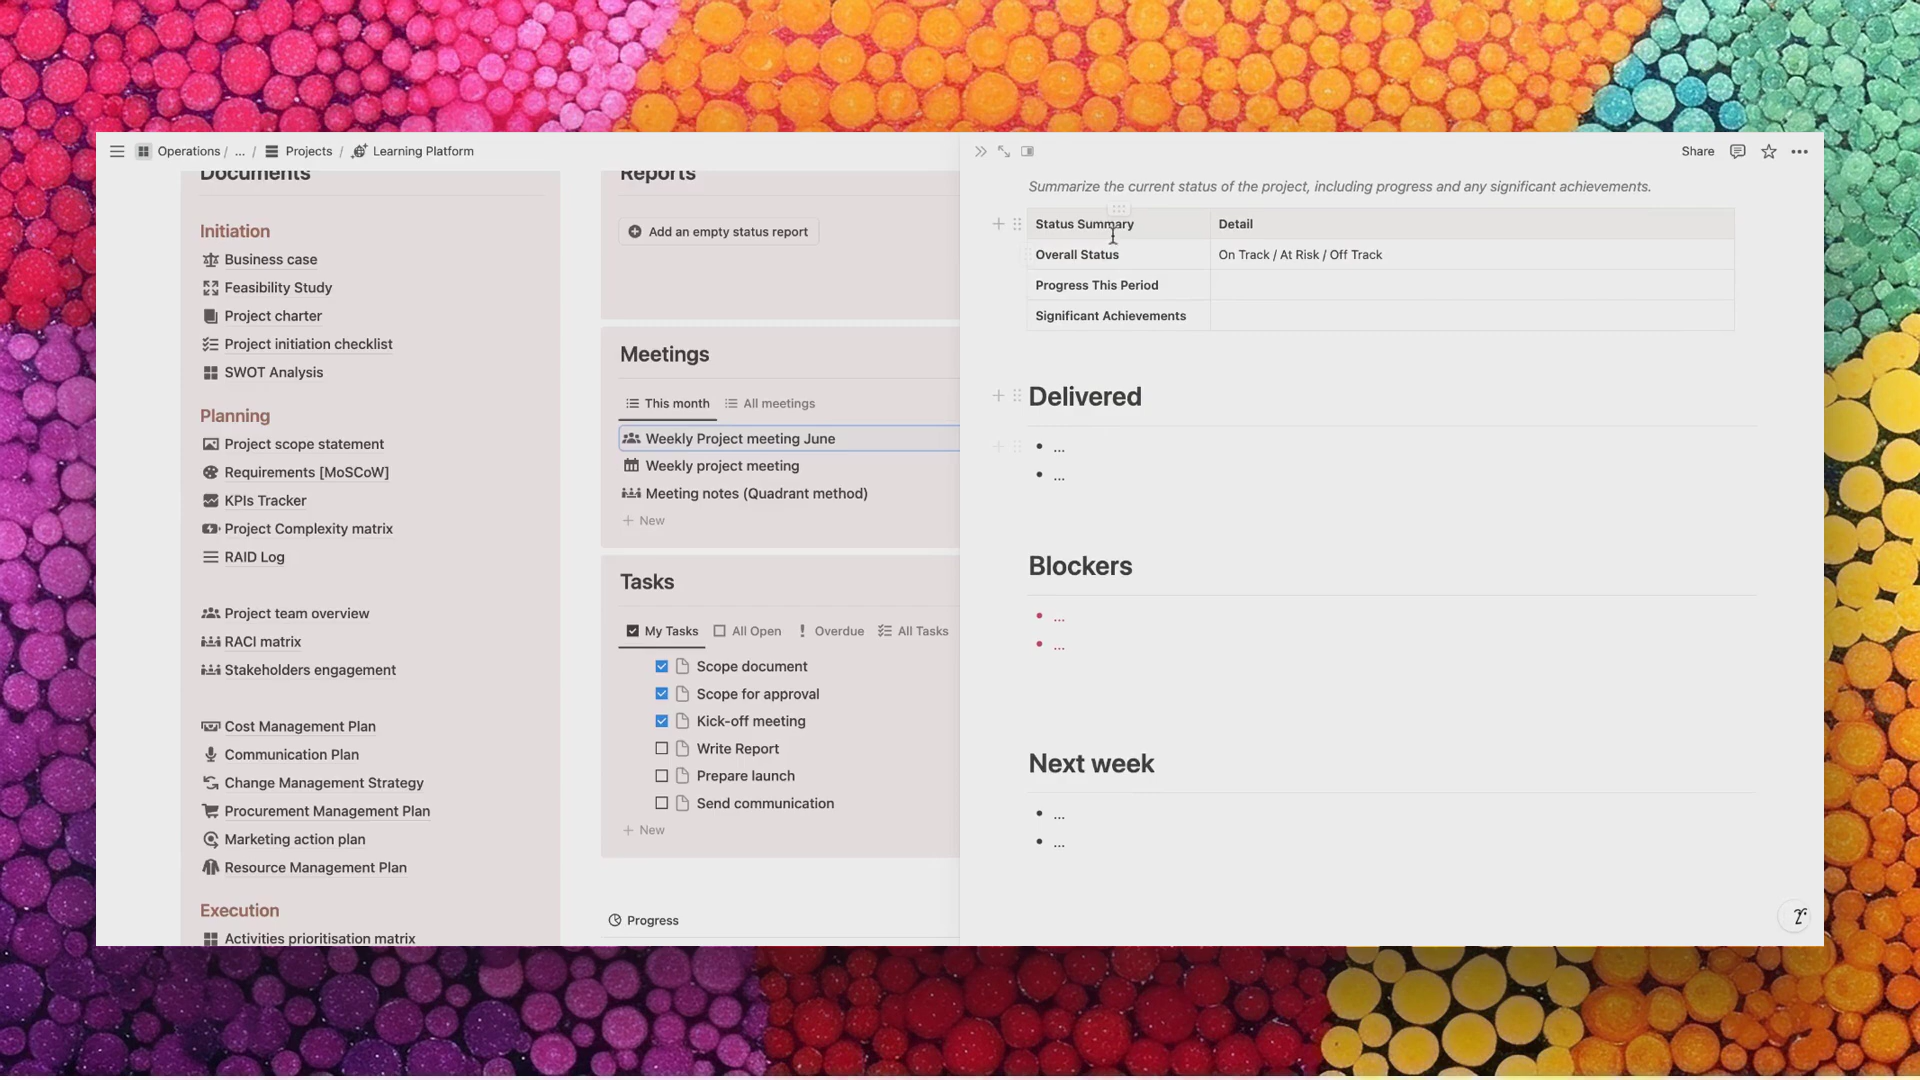 Operations / ... / Projects / Learning Platform
Documents
Initiation
Business case
Feasibility Study
Project charter
Project initiation checklist
SWOT Analysis
Planning
Project scope statement
Requirements [MoSCoW]
KPIs Tracker
Project Complexity matrix
RAID Log
Project team overview
RACI matrix
Stakeholders engagement
Cost Management Plan
Communication Plan
Change Management Strategy
Procurement Management Plan
Marketing action plan
Resource Management Plan
Execution
Activities prioritisation matrix
Reports
Add an empty status report
Meetings
This month All meetings
Weekly Project meeting June
Weekly project meeting
Meeting notes (Quadrant method)
+ New
Tasks
My Tasks All Open Overdue All Tasks
Scope document
Scope for approval
Kick-off meeting
Write Report
Prepare launch
Send communication
+ New
Progress
Share
Summarize the current status of the project, including progress and any significant achievements.
Status Summary Detail
Overall Status On Track / At Risk / Off Track
Progress This Period
Significant Achievements
Delivered
• ...
• ...
Blockers
• ...
• ...
Next week
• ...
• ...